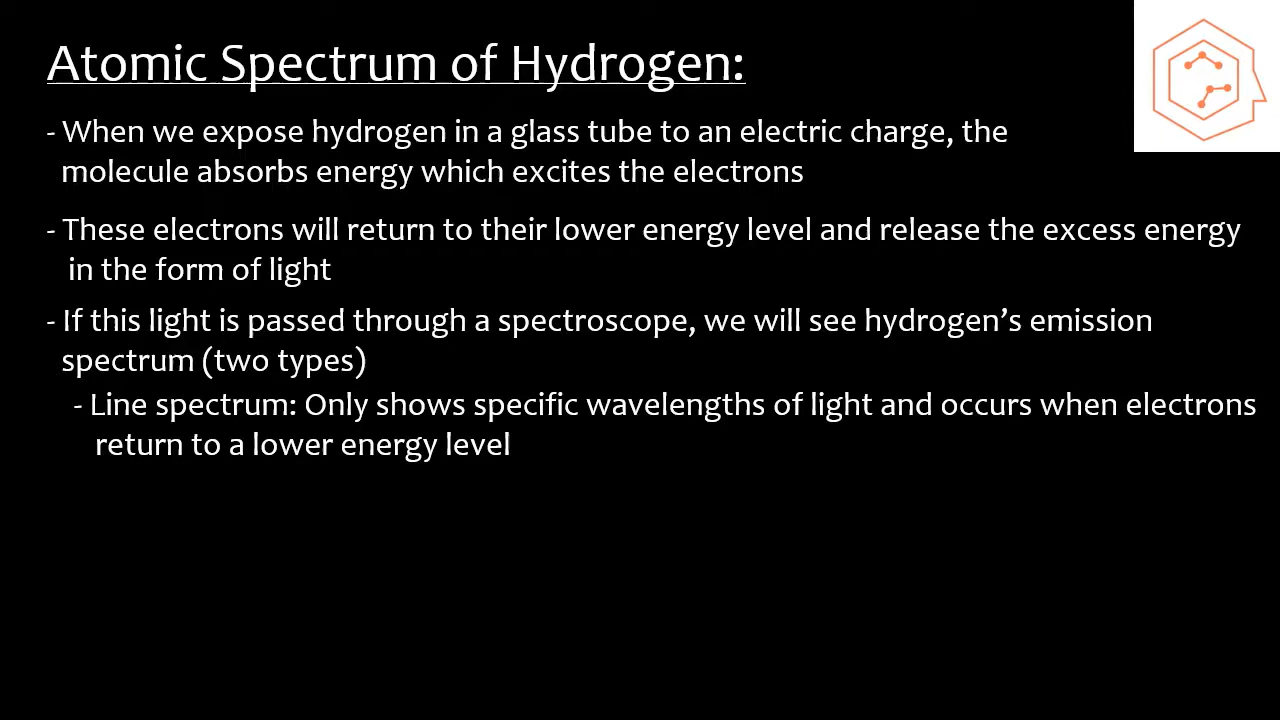 Atomic Spectrum of Hydrogen:
- When we expose hydrogen in a glass tube to an electric charge, the
molecule absorbs energy which excites the electrons
- These electrons will return to their lower energy level and release the excess energy
in the form of light
- If this light is passed through a spectroscope, we will see hydrogen’s emission
spectrum (two types)
- Line spectrum: Only shows specific wavelengths of light and occurs when electrons
return to a lower energy level